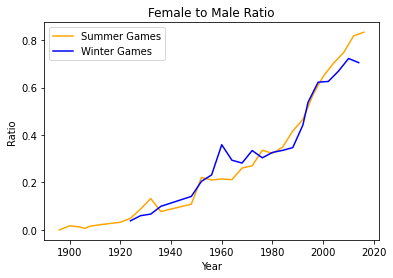 Female to Male Ratio
Summer Games
Winter Games
Ratio
0.8
0.6
0.4
0.2
0.0
1900 1920 1940 1960 1980 2000 2020
Year